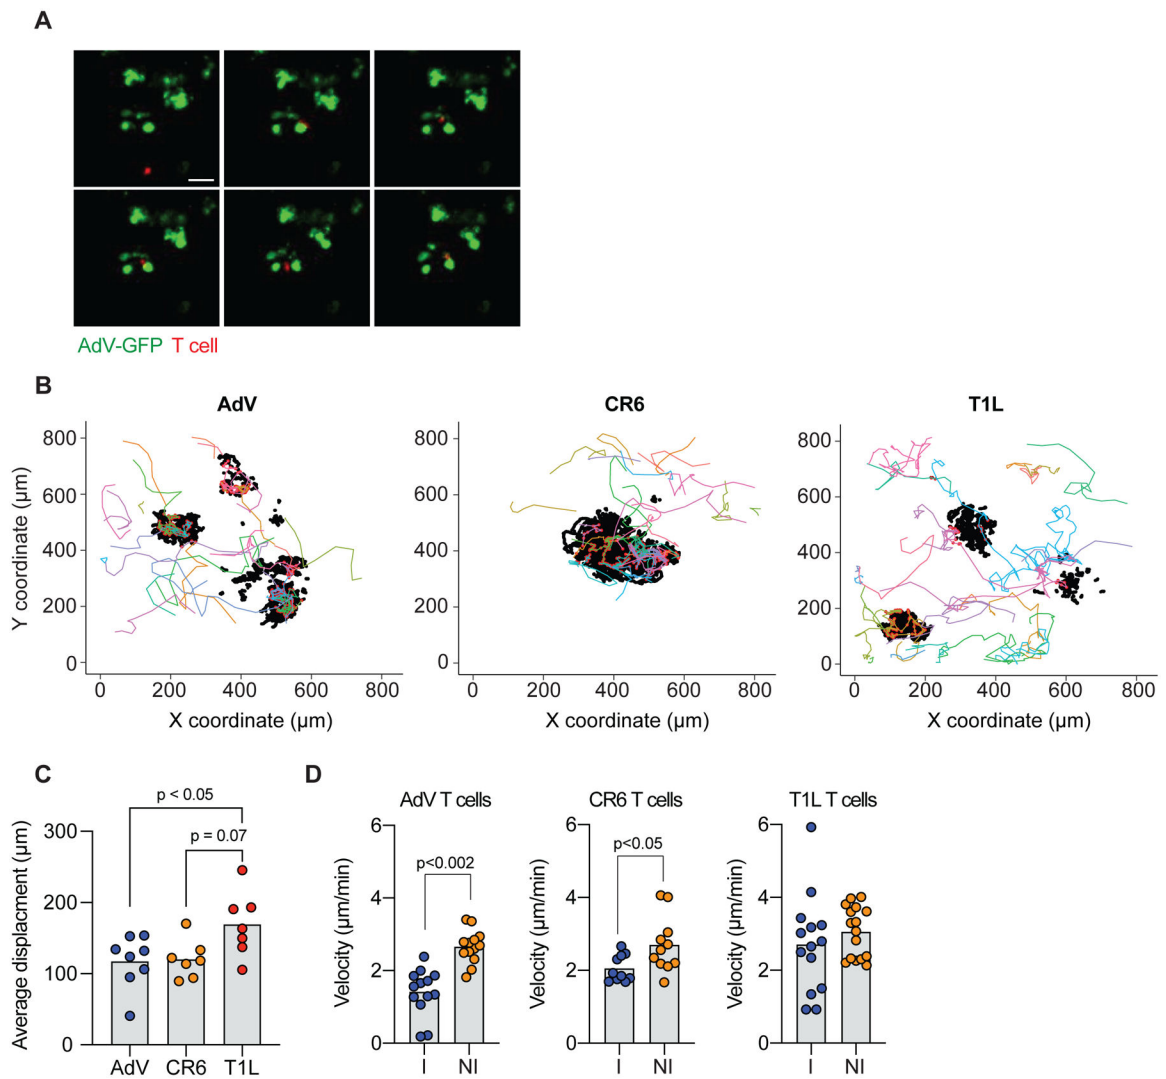 A
AdV-GFP T cell
B
AdV CR6 T1L
Y coordinate (µm)
800
600
400
200
0
0 200 400 600 800
X coordinate (µm)
800
600
400
200
0
0 200 400 600 800
X coordinate (µm)
800
600
400
200
0
0 200 400 600 800
X coordinate (µm)
C
p < 0.05
p = 0.07
Average displacment (µm)
300
200
100
0
AdV CR6 T1L
D
AdV T cells
p<0.002
Velocity (µm/min)
6
4
2
0
I NI
CR6 T cells
p<0.05
Velocity (µm/min)
6
4
2
0
I NI
T1L T cells
Velocity (µm/min)
6
4
2
0
I NI